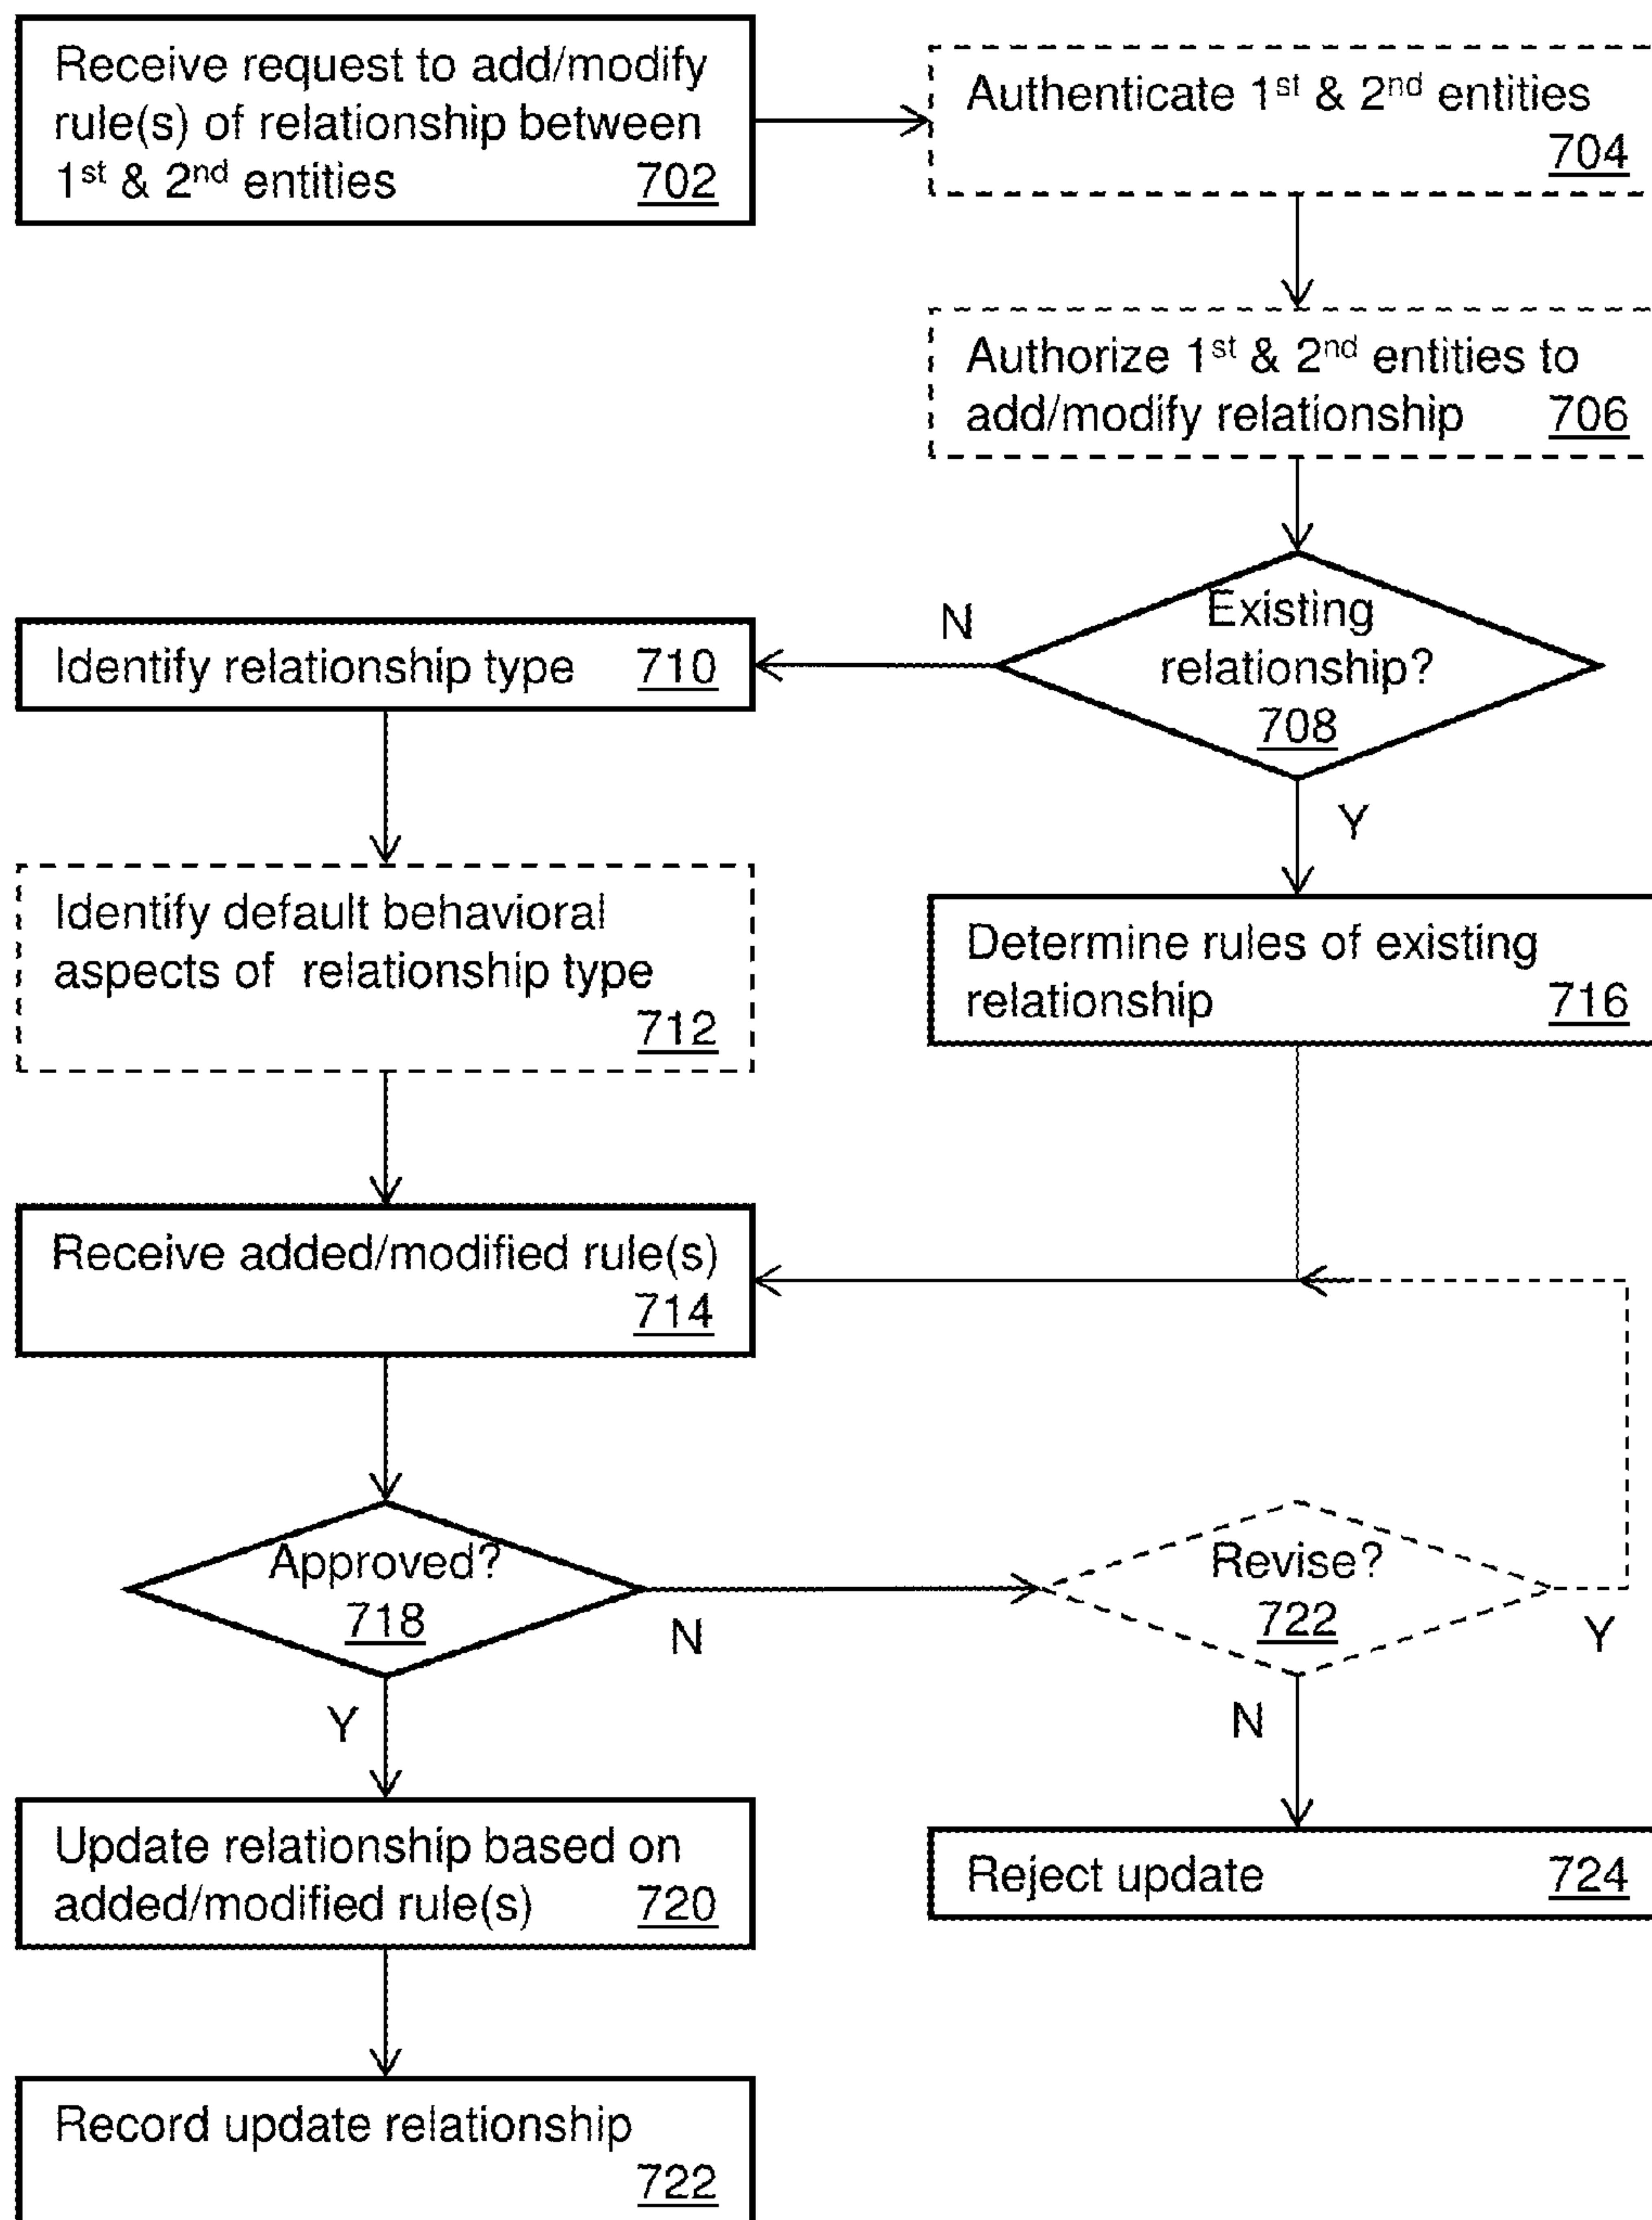 Receive request to add/modify
rule(s) of relationship between
1st & 2nd entities 702
Authenticate 1st & 2nd entities
704
Authorize 1st & 2nd entities to
add/modify relationship 706
Existing
relationship?
708
N
Y
Identify relationship type 710
Identify default behavioral
aspects of relationship type
712
Determine rules of existing
relationship 716
Receive added/modified rule(s)
714
Approved?
718
N
Y
Revise?
722
Y
N
Update relationship based on
added/modified rule(s) 720
Reject update 724
Record update relationship
722